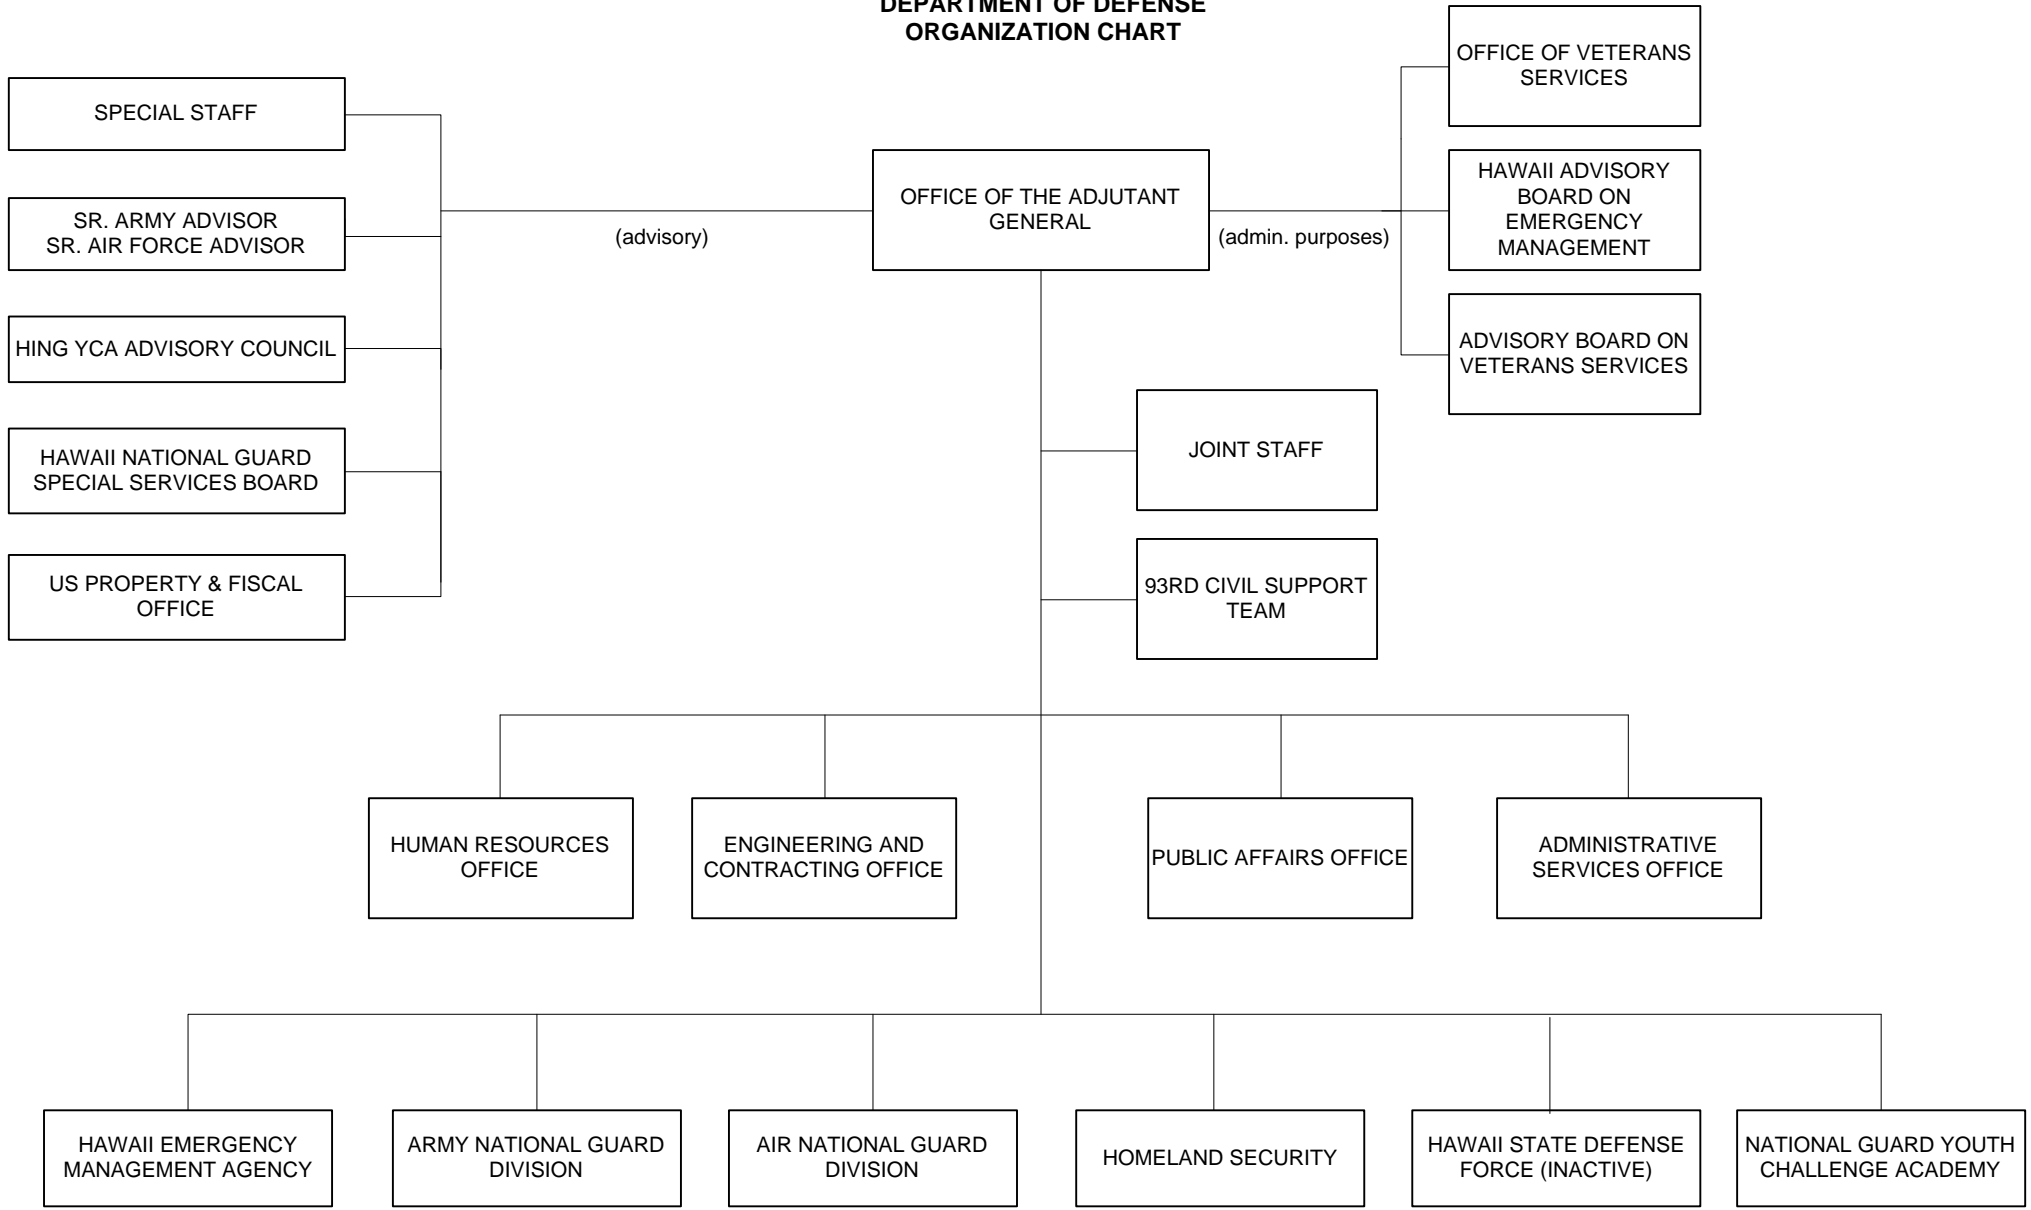 DEPARTMENT OF DEFENSE
ORGANIZATION CHART
OFFICE OF VETERANS
SERVICES
SPECIAL STAFF
HAWAII ADVISORY
BOARD ON
EMERGENCY
MANAGEMENT
OFFICE OF THE ADJUTANT
GENERAL
SR. ARMY ADVISOR
SR. AIR FORCE ADVISOR
(advisory)
(admin. purposes)
HING YCA ADVISORY COUNCIL
ADVISORY BOARD ON
VETERANS SERVICES
JOINT STAFF
HAWAII NATIONAL GUARD
SPECIAL SERVICES BOARD
93RD CIVIL SUPPORT
TEAM
US PROPERTY & FISCAL
OFFICE
HUMAN RESOURCES
OFFICE
ENGINEERING AND
CONTRACTING OFFICE
PUBLIC AFFAIRS OFFICE
ADMINISTRATIVE
SERVICES OFFICE
HAWAII EMERGENCY
MANAGEMENT AGENCY
ARMY NATIONAL GUARD
DIVISION
AIR NATIONAL GUARD
DIVISION
HOMELAND SECURITY
HAWAII STATE DEFENSE
FORCE (INACTIVE)
NATIONAL GUARD YOUTH
CHALLENGE ACADEMY